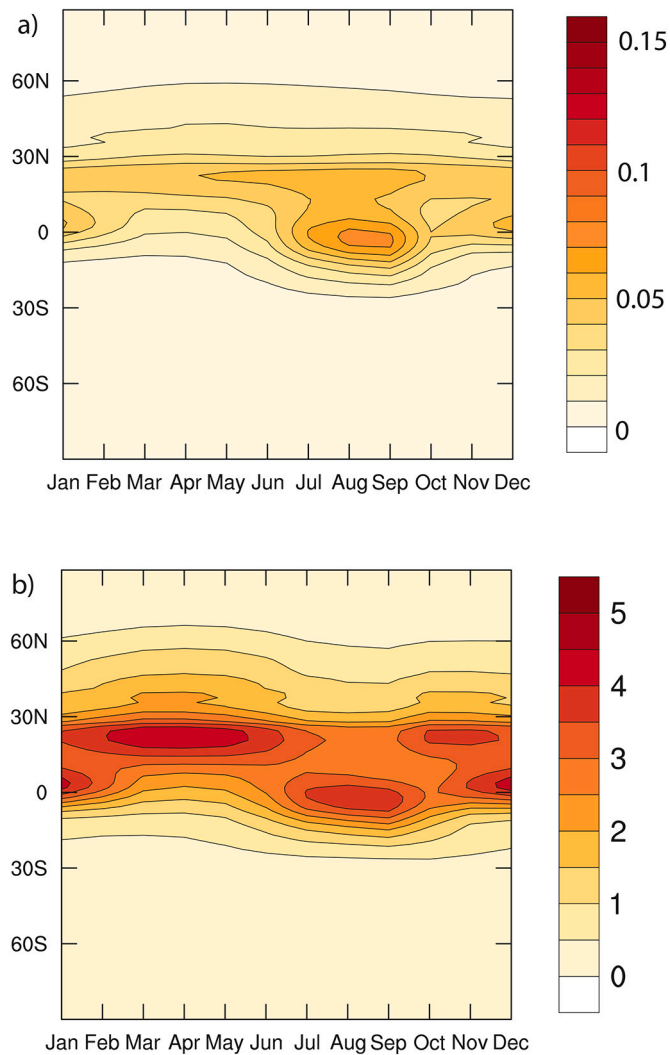 a)
60N
30N
0
30S
60S
Jan Feb Mar Apr May Jun Jul Aug Sep Oct Nov Dec
0.15
0.1
0.05
0
b)
60N
30N
0
30S
60S
Jan Feb Mar Apr May Jun Jul Aug Sep Oct Nov Dec
5
4
3
2
1
0